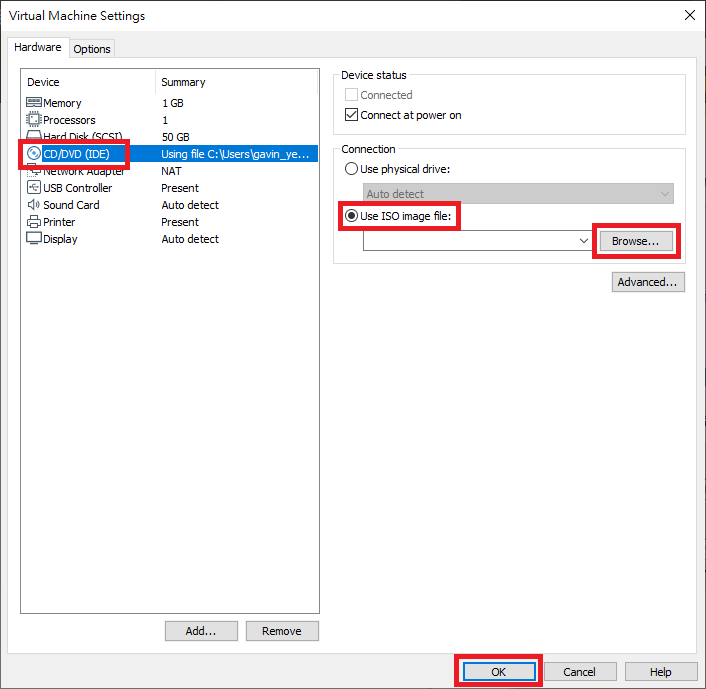 Virtual Machine Settings
Hardware Options
Device Summary
Memory 1 GB
Processors 1
Hard Disk (SCSI) 50 GB
CD/DVD (IDE) Using file C:\Users\gavin_ye...
Network Adapter NAT
USB Controller Present
Sound Card Auto detect
Printer Present
Display Auto detect
Add... Remove
Device status
Connected
Connect at power on
Connection
Use physical drive:
Auto detect
Use ISO image file:
Browse...
Advanced...
OK Cancel Help